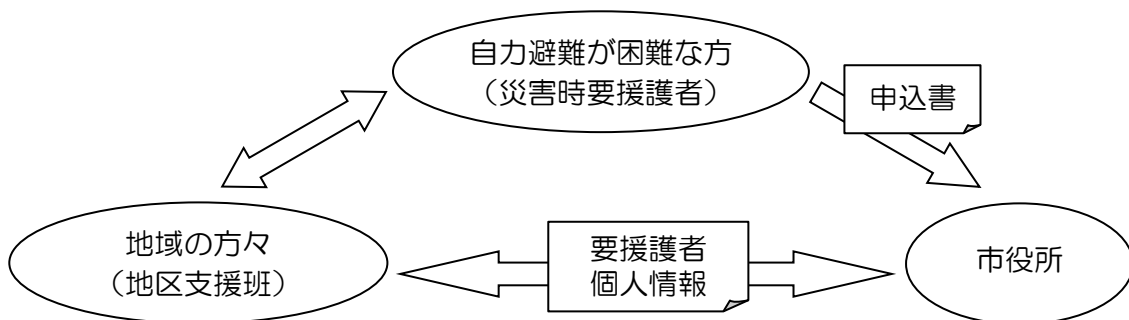 自力避難が困難な方
（災害時要援護者）
申込書
地域の方々
（地区支援班）
要援護者
個人情報
市役所